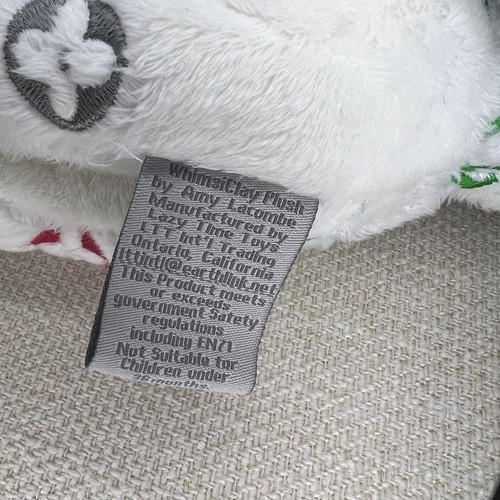 WhimsiClay Plush
by Amy Lacombe
Manufactured by
Lazy Time Toys
LTT Int'l Trading
Ontario, California
lttintl@earthlink.net
This Product meets
or exceeds
government Safety
regulations
including EN71
Not Suitable for
Children under
36months.